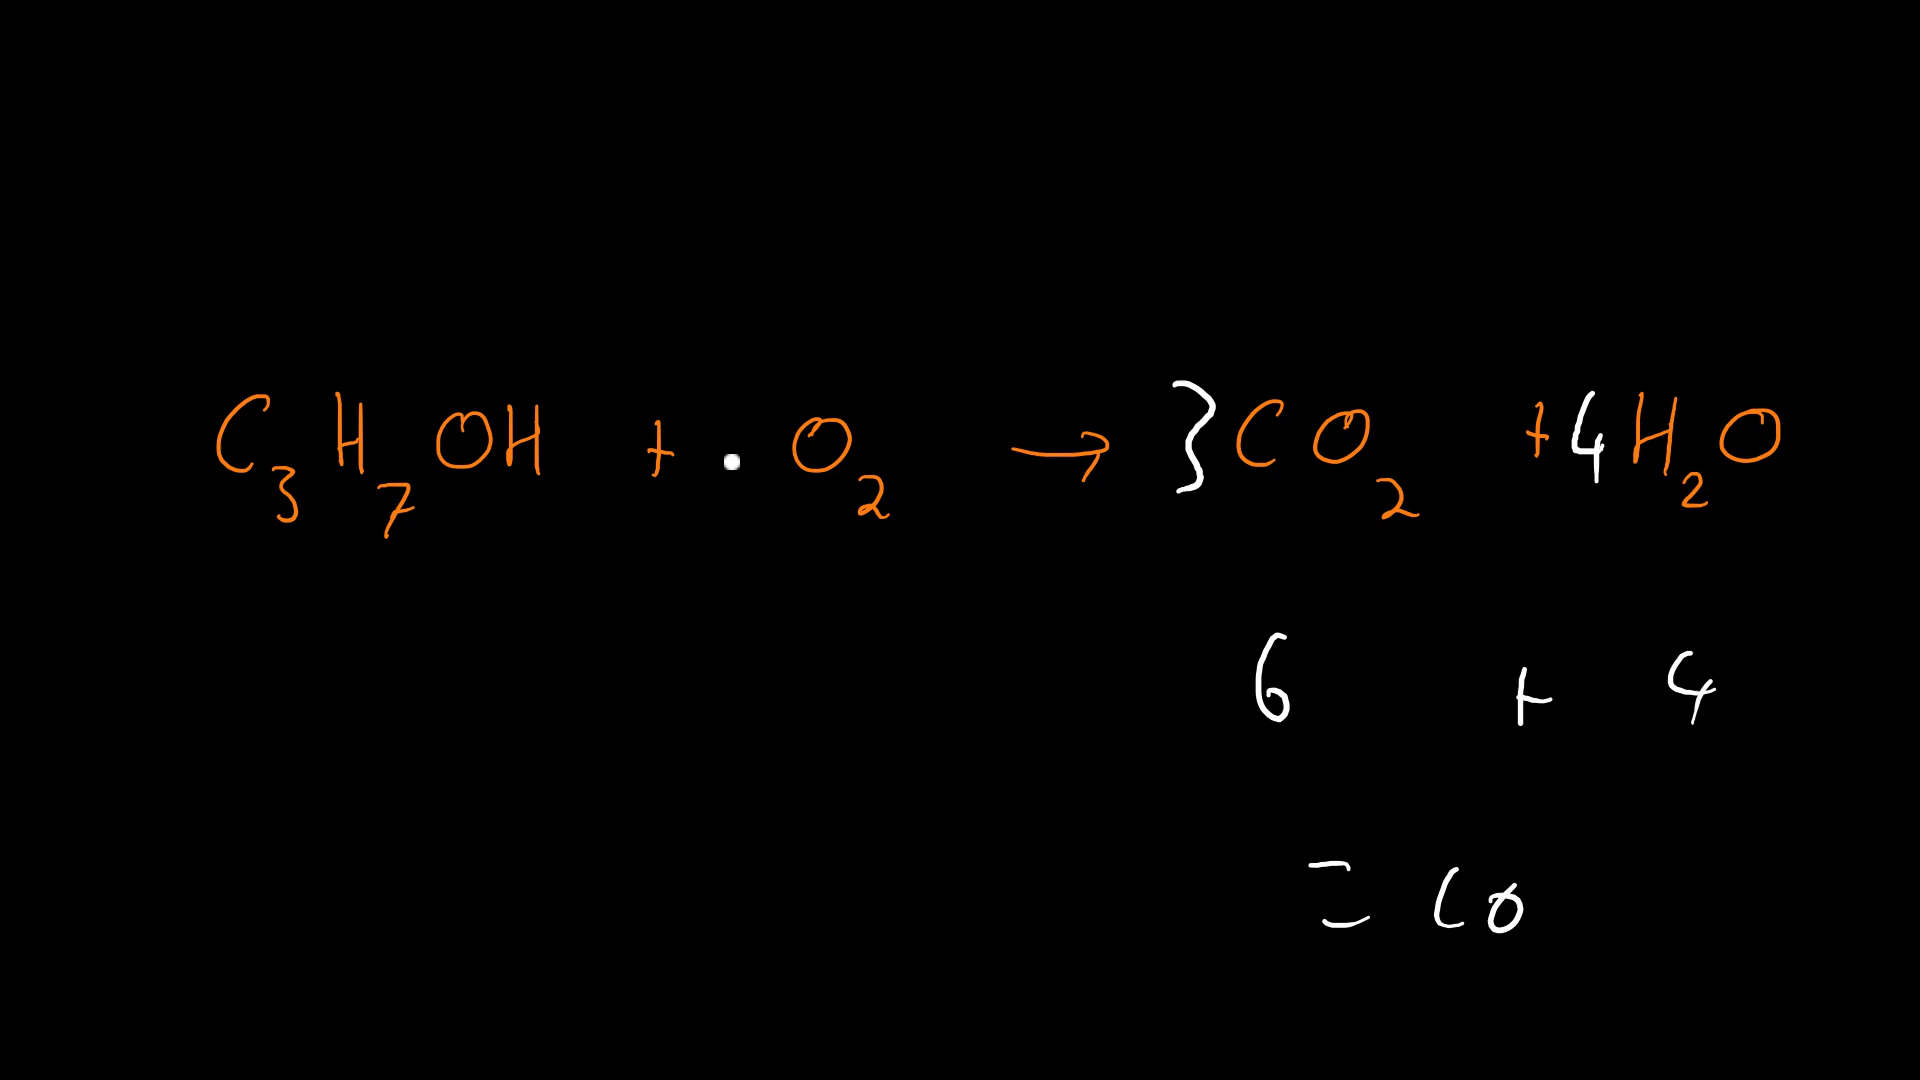 C₃H₇OH + . O₂ → 3CO₂ + 4H₂O
6 + 4
= 10